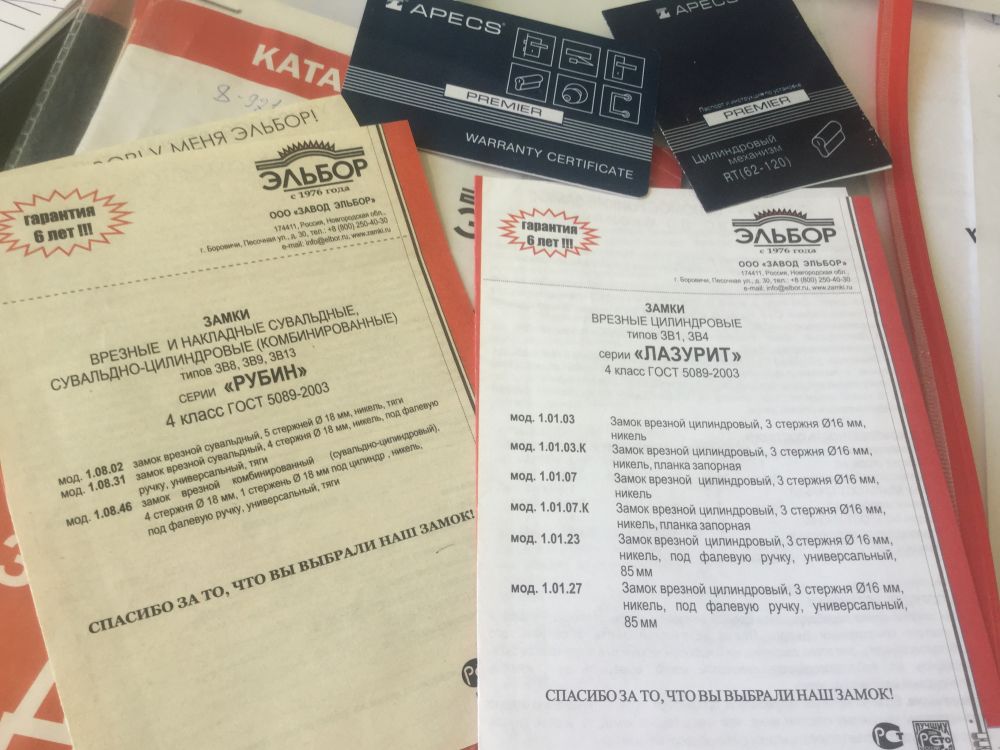 КАТА
8-921
APECS
PREMIER
WARRANTY CERTIFICATE
APECS
Паспорт и инструкция по установке
PREMIER
Цилиндровый
механизм
RT(62-120)
У МЕНЯ ЭЛЬБОР!
гарантия
6 лет !!!
ЭЛЬБОР
с 1976 года
ООО «ЗАВОД ЭЛЬБОР»
174411, Россия, Новгородская обл.,
г. Боровичи, Песочная ул., д. 30, тел.: +8 (800) 250-40-30
e-mail: info@elbor.ru, www.zamki.ru
ЗАМКИ
ВРЕЗНЫЕ И НАКЛАДНЫЕ СУВАЛЬДНЫЕ,
СУВАЛЬДНО-ЦИЛИНДРОВЫЕ (КОМБИНИРОВАННЫЕ)
типов ЗВ8, ЗВ9, ЗВ13
серии «РУБИН»
4 класс ГОСТ 5089-2003
мод. 1.08.02 замок врезной сувальдный, 5 стержней Ø 18 мм, никель, тяги
мод. 1.08.31 замок врезной сувальдный, 4 стержня Ø 18 мм, никель, под фалевую
ручку, универсальный, тяги
мод. 1.08.46 замок врезной комбинированный (сувально-цилиндровый),
4 стержня Ø 18 мм, 1 стержень Ø 18 мм под цилиндр , никель,
под фалевую ручку, универсальный, тяги
СПАСИБО ЗА ТО, ЧТО ВЫ ВЫБРАЛИ НАШ ЗАМОК!
гарантия
6 лет !!!
ЭЛЬБОР
с 1976 года
ООО «ЗАВОД ЭЛЬБОР»
174411, Россия, Новгородская обл.,
г. Боровичи, Песочная ул., д. 30, тел.: +8 (800) 250-40-30
e-mail: info@elbor.ru, www.zamki.ru
ЗАМКИ
ВРЕЗНЫЕ ЦИЛИНДРОВЫЕ
типов ЗВ1, ЗВ4
серии «ЛАЗУРИТ»
4 класс ГОСТ 5089-2003
мод. 1.01.03 Замок врезной цилиндровый, 3 стержня Ø16 мм,
никель
мод. 1.01.03.К Замок врезной цилиндровый, 3 стержня Ø16 мм,
никель, планка запорная
мод. 1.01.07 Замок врезной цилиндровый, 3 стержня Ø16 мм,
никель
мод. 1.01.07.К Замок врезной цилиндровый, 3 стержня Ø16 мм,
никель, планка запорная
мод. 1.01.23 Замок врезной цилиндровый, 3 стержня Ø 16 мм,
никель, под фалевую ручку, универсальный,
85 мм
мод. 1.01.27 Замок врезной цилиндровый, 3 стержня Ø16 мм,
никель, под фалевую ручку, универсальный,
85 мм
СПАСИБО ЗА ТО, ЧТО ВЫ ВЫБРАЛИ НАШ ЗАМОК!
ЛУЧШИХ